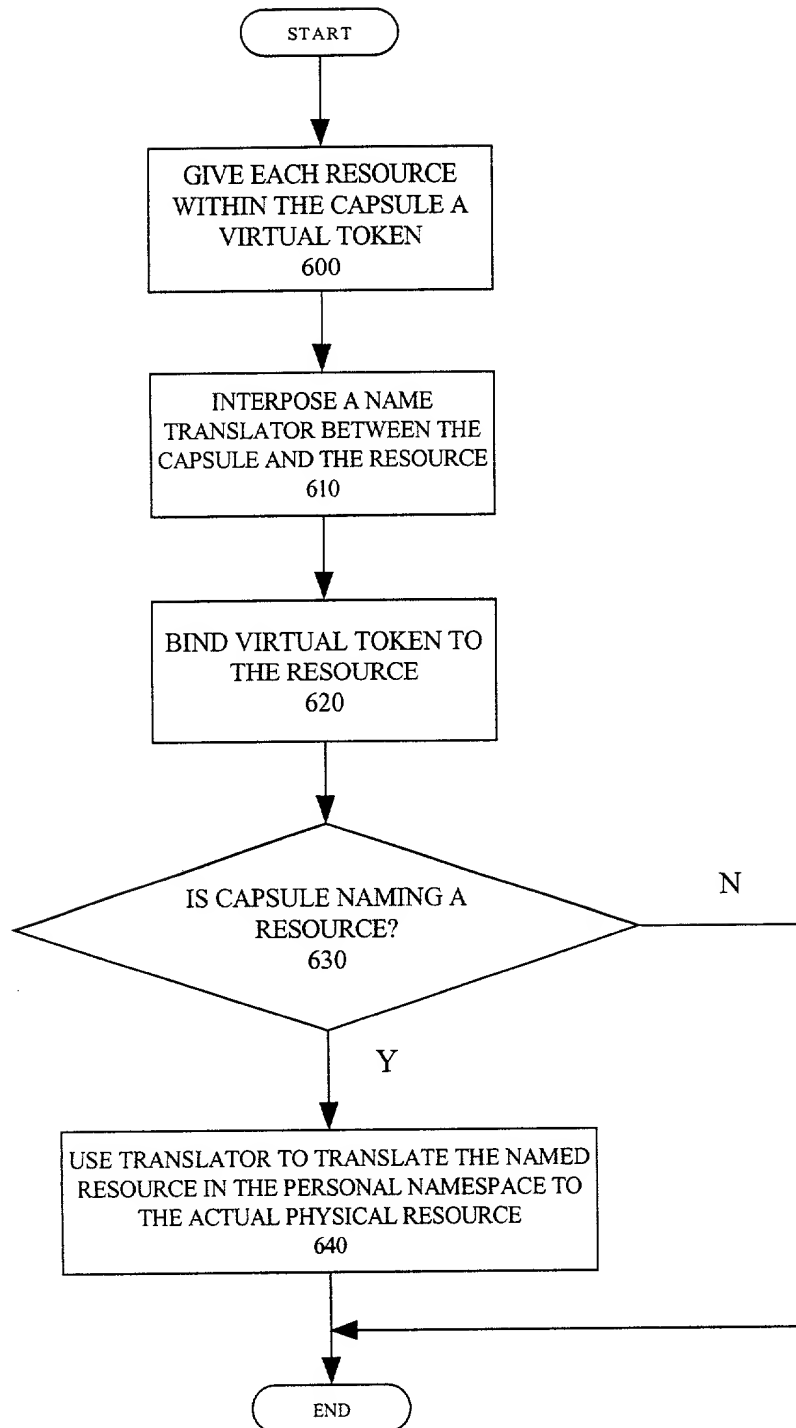 START
GIVE EACH RESOURCE
WITHIN THE CAPSULE A
VIRTUAL TOKEN
600
INTERPOSE A NAME
TRANSLATOR BETWEEN THE
CAPSULE AND THE RESOURCE
610
BIND VIRTUAL TOKEN TO
THE RESOURCE
620
IS CAPSULE NAMING A
RESOURCE?
630
N
Y
USE TRANSLATOR TO TRANSLATE THE NAMED
RESOURCE IN THE PERSONAL NAMESPACE TO
THE ACTUAL PHYSICAL RESOURCE
640
END